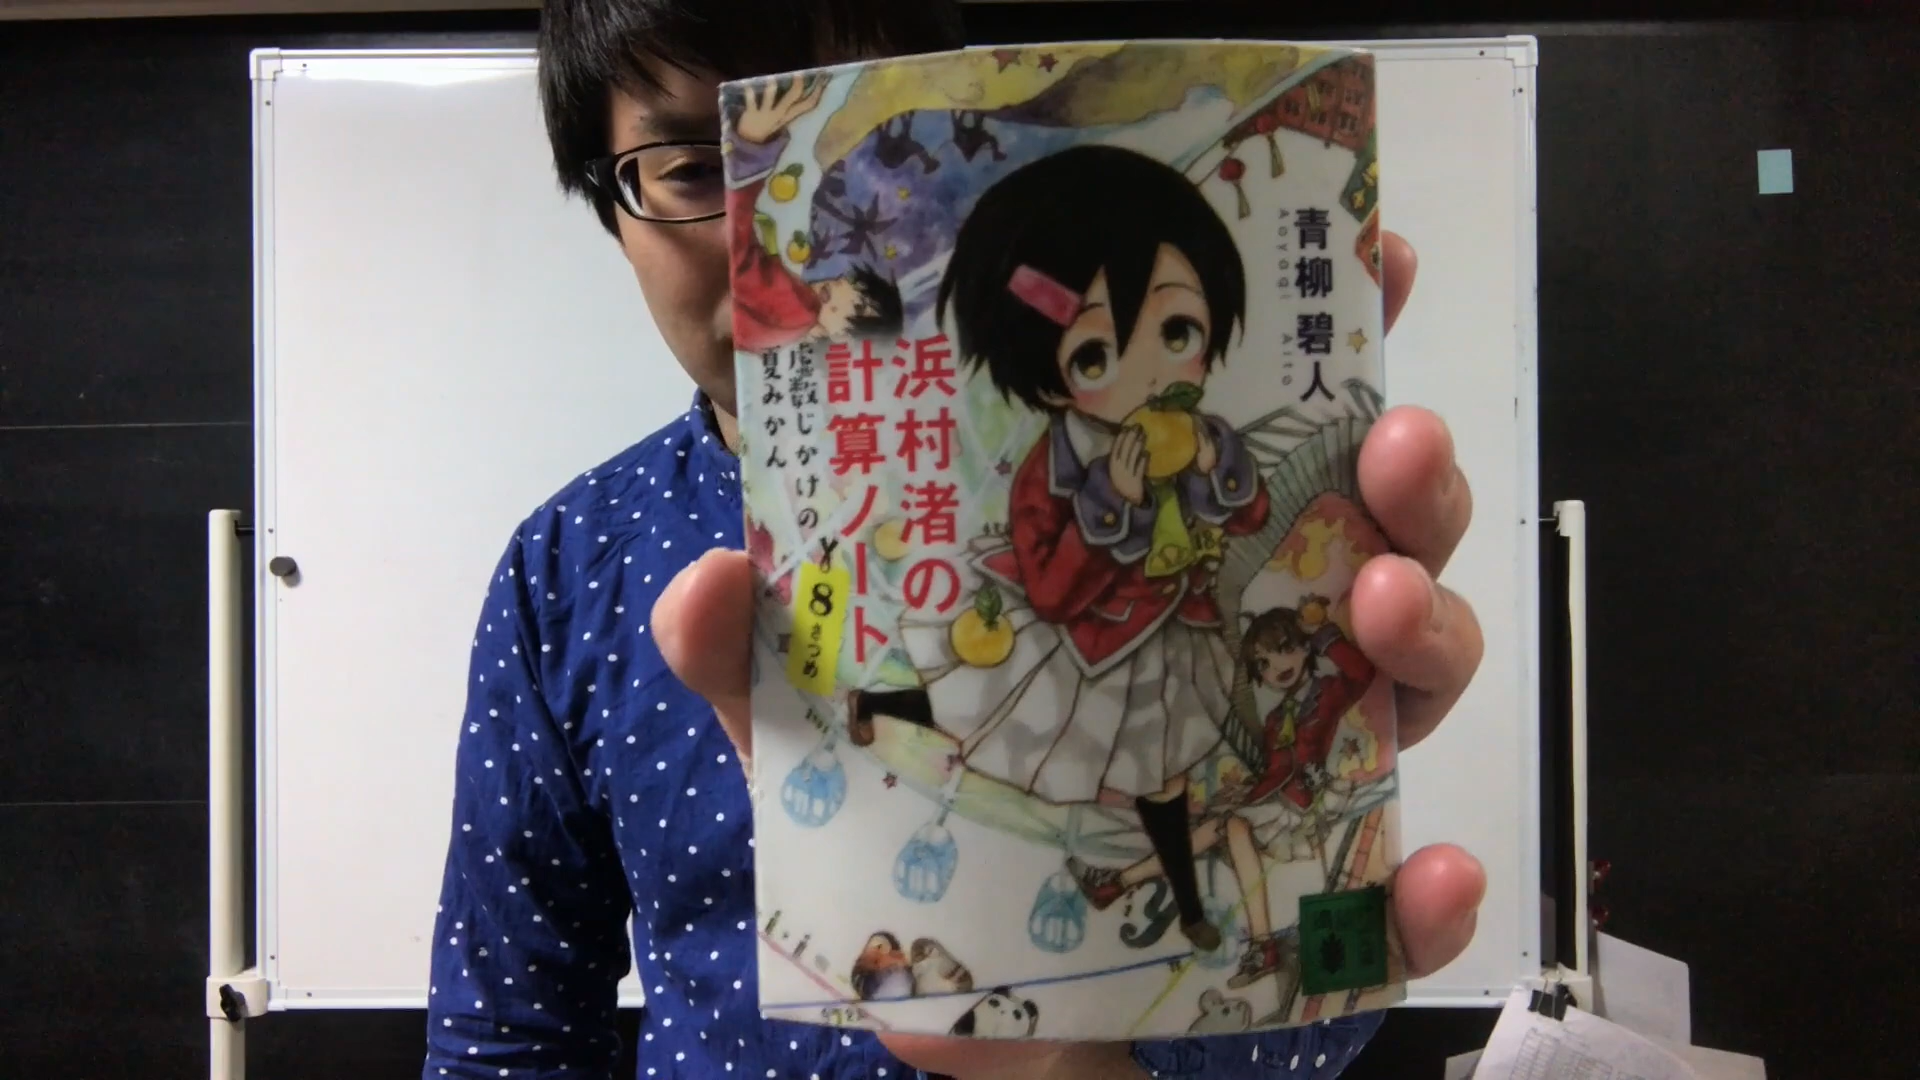 青柳 碧人
Aoyagi Aito
浜村渚の
計算ノート
8さつめ
虚数じかけの
夏みかん
i・i=